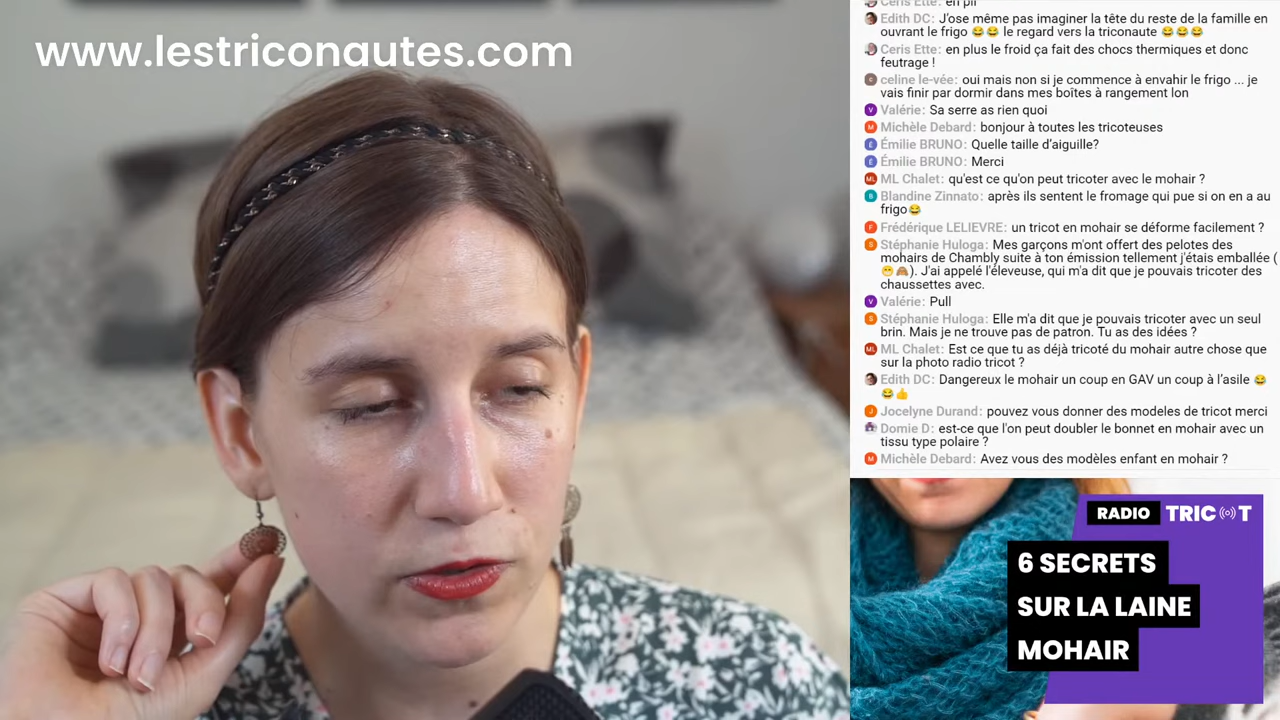 www.lestriconautes.com
Ceris Ette: en pll
Edith DC: J'ose même pas imaginer la tête du reste de la famille en
ouvrant le frigo 😂😂 le regard vers la triconaute 😂😂😂
Ceris Ette: en plus le froid ça fait des chocs thermiques et donc
feutrage !
celine le-vée: oui mais non si je commence à envahir le frigo ... je
vais finir par dormir dans mes boîtes à rangement lon
Valérie: Sa serre as rien quoi
Michèle Debard: bonjour à toutes les tricoteuses
Émilie BRUNO: Quelle taille d'aiguille?
Émilie BRUNO: Merci
ML Chalet: qu'est ce qu'on peut tricoter avec le mohair ?
Blandine Zinnato: après ils sentent le fromage qui pue si on en a au
frigo😂
Frédérique LELIEVRE: un tricot en mohair se déforme facilement ?
Stéphanie Huloga: Mes garçons m'ont offert des pelotes des
mohairs de Chambly suite à ton émission tellement j'étais emballée (
😁🙈). J'ai appelé l'éleveuse, qui m'a dit que je pouvais tricoter des
chaussettes avec.
Valérie: Pull
Stéphanie Huloga: Elle m'a dit que je pouvais tricoter avec un seul
brin. Mais je ne trouve pas de patron. Tu as des idées ?
ML Chalet: Est ce que tu as déjà tricoté du mohair autre chose que
sur la photo radio tricot ?
Edith DC: Dangereux le mohair un coup en GAV un coup à l'asile 😂
😂👍
Jocelyne Durand: pouvez vous donner des modeles de tricot merci
Domie D: est-ce que l'on peut doubler le bonnet en mohair avec un
tissu type polaire ?
Michèle Debard: Avez vous des modèles enfant en mohair ?
RADIO TRICOT
6 SECRETS
SUR LA LAINE
MOHAIR